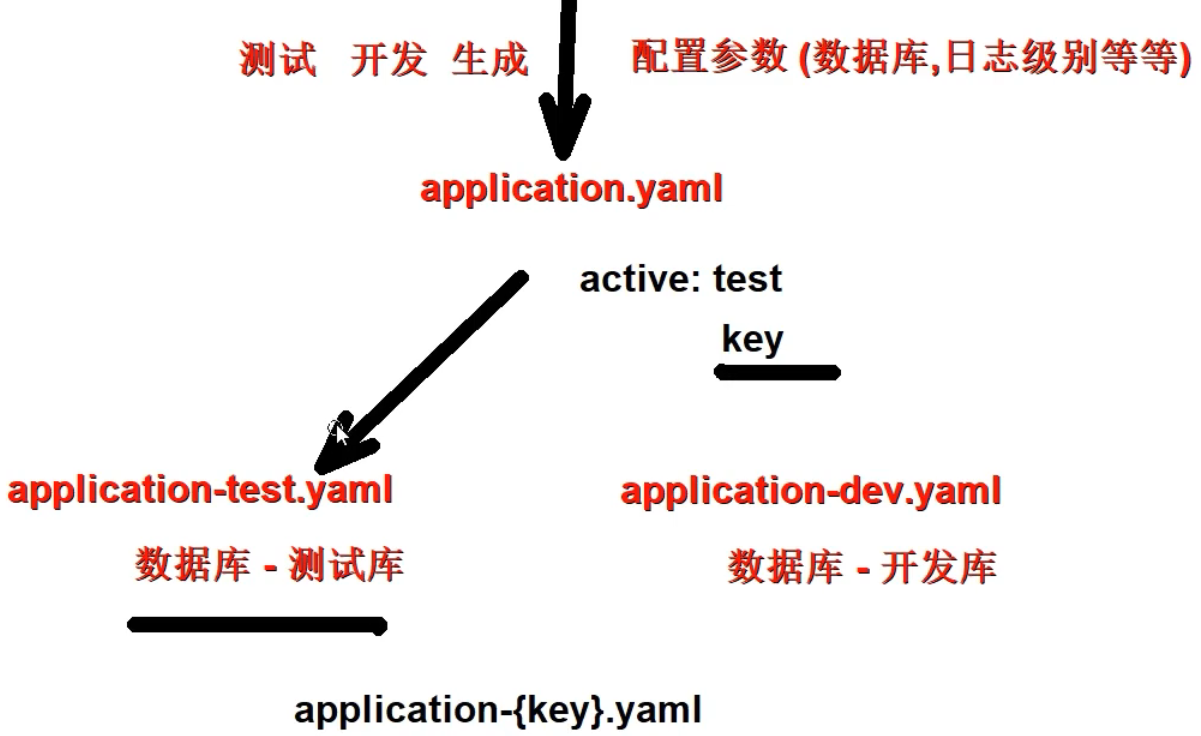 测试 开发 生成 配置参数 (数据库,日志级别等等)
application.yaml
active: test
key
application-test.yaml application-dev.yaml
数据库 - 测试库 数据库 - 开发库
application-{key}.yaml